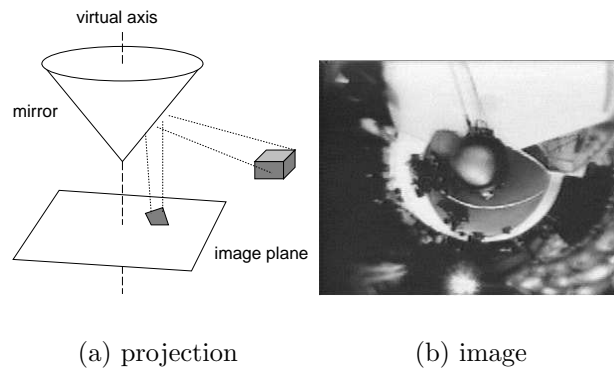 virtual axis
mirror
image plane
(a) projection
(b) image